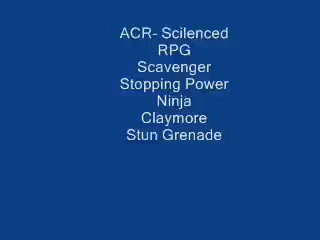 ACR- Scilenced
RPG
Scavenger
Stopping Power
Ninja
Claymore
Stun Grenade